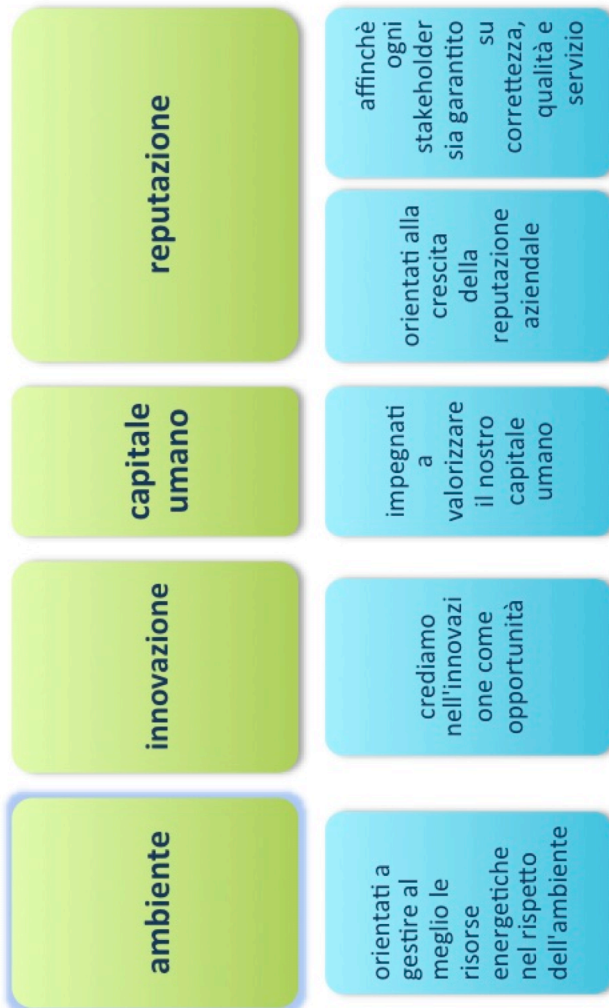 ambiente
innovazione
capitale
umano
reputazione
orientati a
gestire al
meglio le
risorse
energetiche
nel rispetto
dell'ambiente
crediamo
nell'innovazi
one come
opportunità
impegnati
a
valorizzare
il nostro
capitale
umano
orientati alla
crescita
della
reputazione
aziendale
affinchè
ogni
stakeholder
sia garantito
su
correttezza,
qualità e
servizio